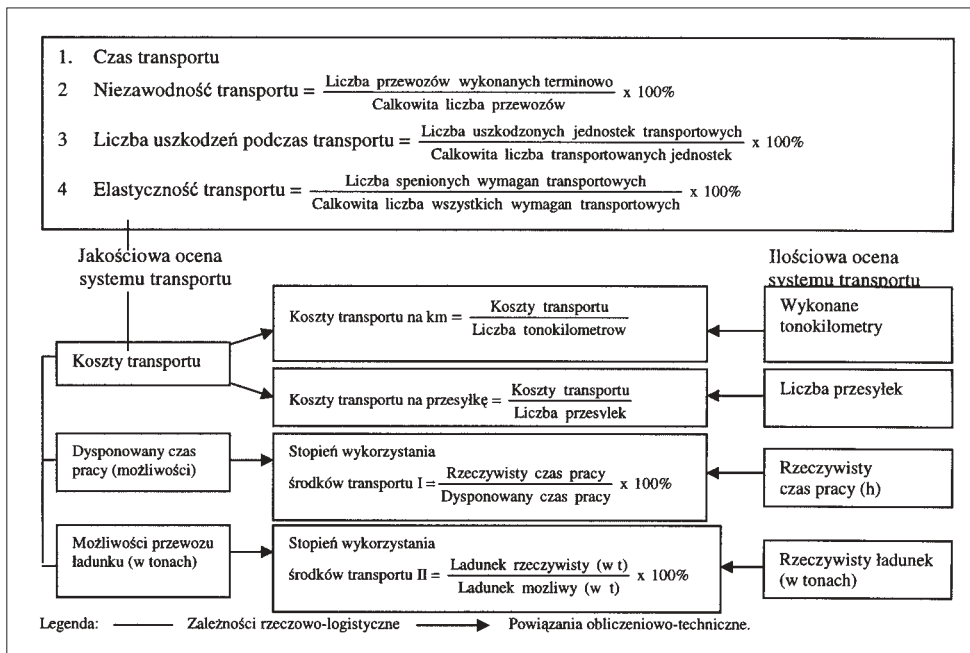 1. Czas transportu
2 Niezawodność transportu = Liczba przewozów wykonanych terminowo / Calkowita liczba przewozów x 100%
3 Liczba uszkodzeń podczas transportu = Liczba uszkodzonych jednostek transportowych / Calkowita liczba transportowanych jednostek x 100%
4 Elastyczność transportu = Liczba spenionych wymagan transportowych / Calkowita liczba wszystkich wymagan transportowych x 100%
Jakościowa ocena
systemu transportu
Ilościowa ocena
systemu transportu
Koszty transportu
Koszty transportu na km = Koszty transportu / Liczba tonokilometrow
Wykonane
tonokilometry
Koszty transportu na przesyłkę = Koszty transportu / Liczba przesvlek
Liczba przesyłek
Dysponowany czas
pracy (możliwości)
Stopień wykorzystania
środków transportu I = Rzeczywisty czas pracy / Dysponowany czas pracy x 100%
Rzeczywisty
czas pracy (h)
Możliwości przewozu
ładunku (w tonach)
Stopień wykorzystania
środków transportu II = Ladunek rzeczywisty (w t) / Ladunek mozliwy (w t) x 100%
Rzeczywisty ładunek
(w tonach)
Legenda: Zależności rzeczowo-logistyczne Powiązania obliczeniowo-techniczne.